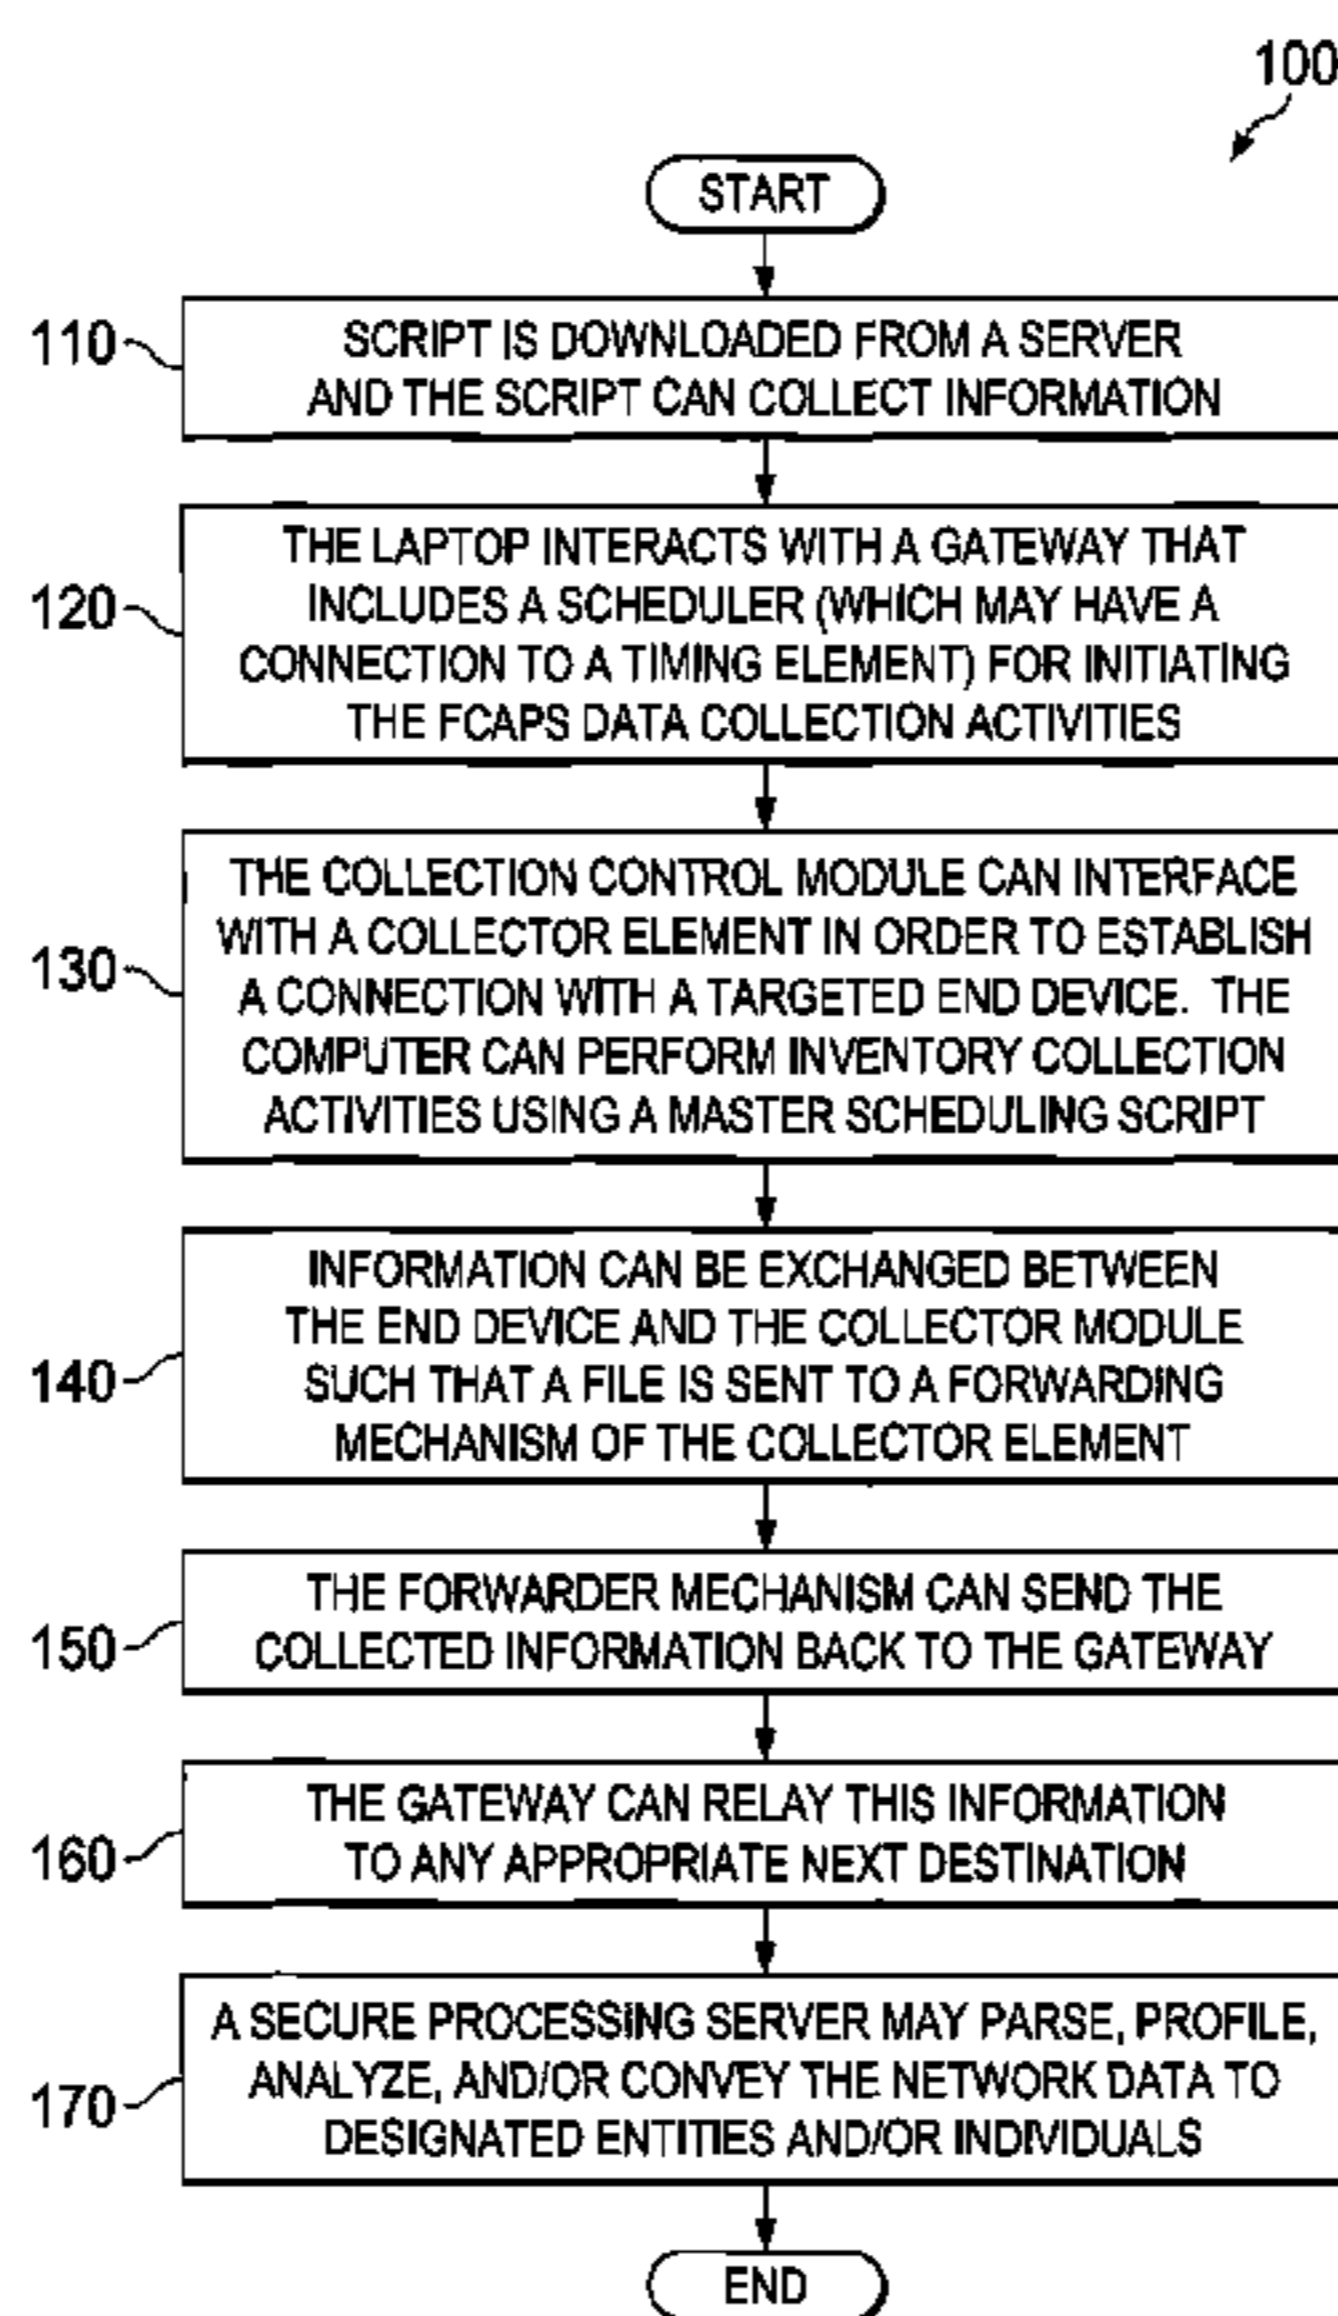 100
START
110
SCRIPT IS DOWNLOADED FROM A SERVER
AND THE SCRIPT CAN COLLECT INFORMATION
120
THE LAPTOP INTERACTS WITH A GATEWAY THAT
INCLUDES A SCHEDULER (WHICH MAY HAVE A
CONNECTION TO A TIMING ELEMENT) FOR INITIATING
THE FCAPS DATA COLLECTION ACTIVITIES
130
THE COLLECTION CONTROL MODULE CAN INTERFACE
WITH A COLLECTOR ELEMENT IN ORDER TO ESTABLISH
A CONNECTION WITH A TARGETED END DEVICE. THE
COMPUTER CAN PERFORM INVENTORY COLLECTION
ACTIVITIES USING A MASTER SCHEDULING SCRIPT
140
INFORMATION CAN BE EXCHANGED BETWEEN
THE END DEVICE AND THE COLLECTOR MODULE
SUCH THAT A FILE IS SENT TO A FORWARDING
MECHANISM OF THE COLLECTOR ELEMENT
150
THE FORWARDER MECHANISM CAN SEND THE
COLLECTED INFORMATION BACK TO THE GATEWAY
160
THE GATEWAY CAN RELAY THIS INFORMATION
TO ANY APPROPRIATE NEXT DESTINATION
170
A SECURE PROCESSING SERVER MAY PARSE, PROFILE,
ANALYZE, AND/OR CONVEY THE NETWORK DATA TO
DESIGNATED ENTITIES AND/OR INDIVIDUALS
END